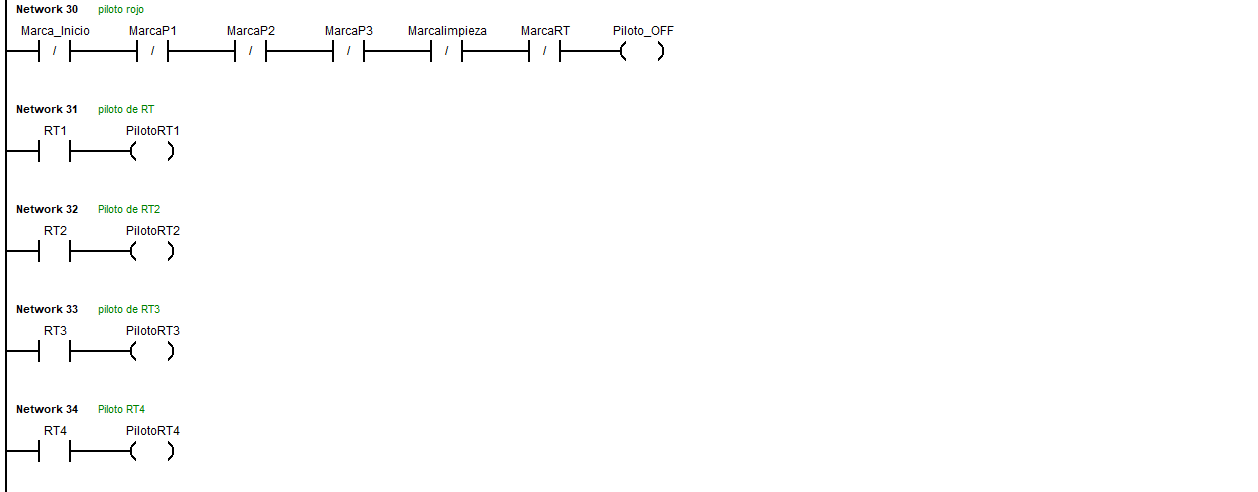 Network 30 piloto rojo
Marca_Inicio MarcaP1 MarcaP2 MarcaP3 Marcalimpieza MarcaRT Piloto_OFF
/ / / / / /
Network 31 piloto de RT
RT1 PilotoRT1
Network 32 Piloto de RT2
RT2 PilotoRT2
Network 33 piloto de RT3
RT3 PilotoRT3
Network 34 Piloto RT4
RT4 PilotoRT4